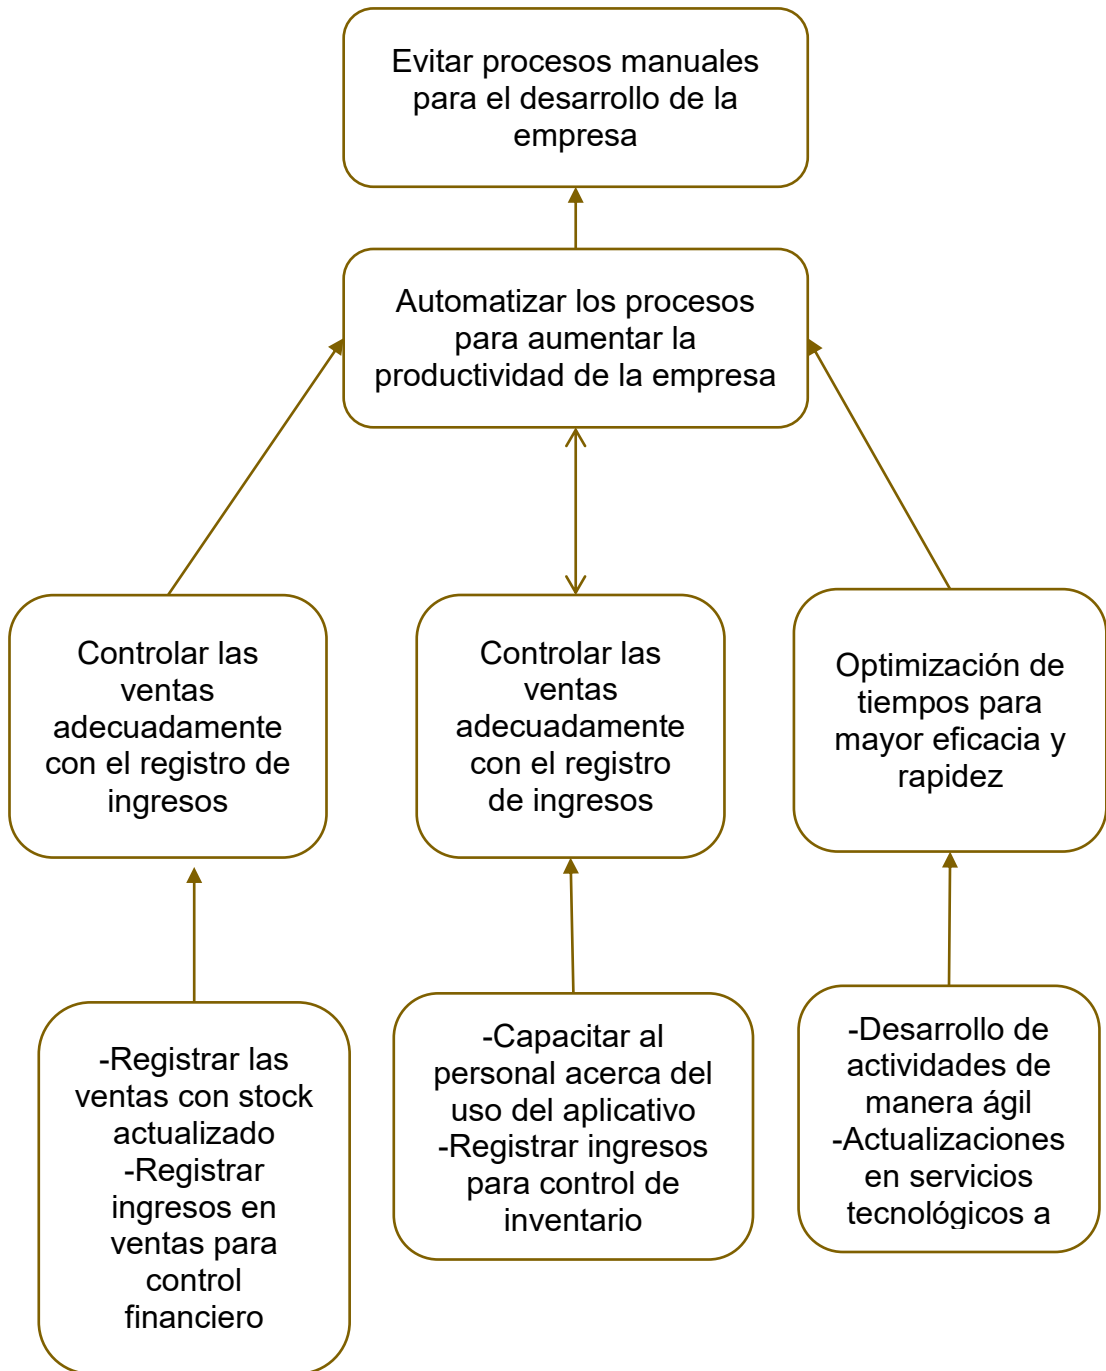 Evitar procesos manuales
para el desarrollo de la
empresa
Automatizar los procesos
para aumentar la
productividad de la empresa
Controlar las
ventas
adecuadamente
con el registro de
ingresos
Controlar las
ventas
adecuadamente
con el registro
de ingresos
Optimización de
tiempos para
mayor eficacia y
rapidez
-Registrar las
ventas con stock
actualizado
-Registrar
ingresos en
ventas para
control
financiero
-Capacitar al
personal acerca del
uso del aplicativo
-Registrar ingresos
para control de
inventario
-Desarrollo de
actividades de
manera ágil
-Actualizaciones
en servicios
tecnológicos a